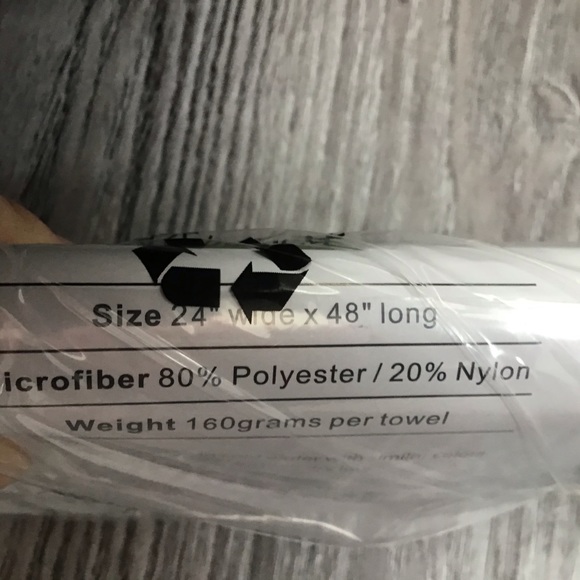 Size 24" wide x 48" long
icrofiber 80% Polyester / 20% Nylon
Weight 160grams per towel